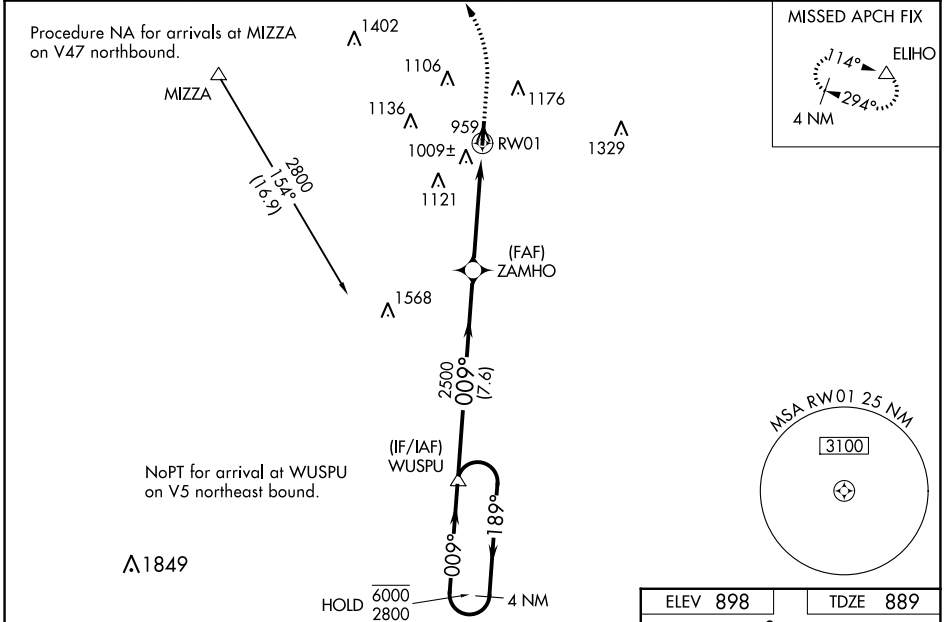 Procedure NA for arrivals at MIZZA
on V47 northbound.
MIZZA
2800
154°
(16.9)
1402
1106
1136
1176
959
RW01
1009±
1329
1121
MISSED APCH FIX
ELIHO
114°
294°
4 NM
(FAF)
ZAMHO
1568
2500
009°
(7.6)
(IF/IAF)
WUSPU
NoPT for arrival at WUSPU
on V5 northeast bound.
009°
189°
1849
HOLD
6000
2800
4 NM
MSA RW01 25 NM
3100
ELEV 898
TDZE 889